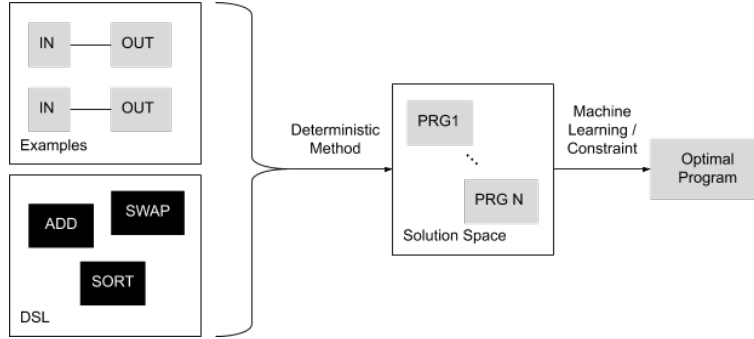 IN OUT
IN OUT
Examples
ADD
SWAP
SORT
DSL
Deterministic
Method
PRG1
PRG N
Solution Space
Machine
Learning /
Constraint
Optimal
Program